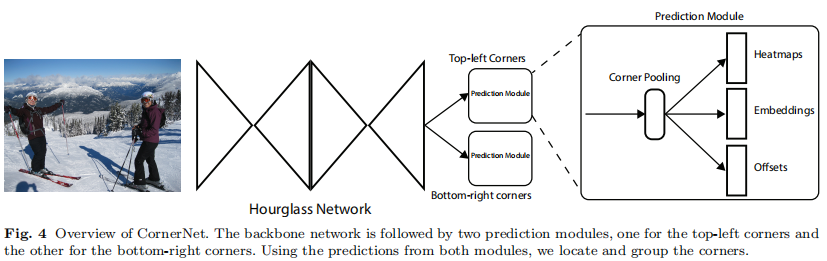 Prediction Module
Top-left Corners
Prediction Module
Heatmaps
Corner Pooling
Embeddings
Prediction Module
Offsets
Bottom-right corners
Hourglass Network
Fig. 4 Overview of CornerNet. The backbone network is followed by two prediction modules, one for the top-left corners and
the other for the bottom-right corners. Using the predictions from both modules, we locate and group the corners.